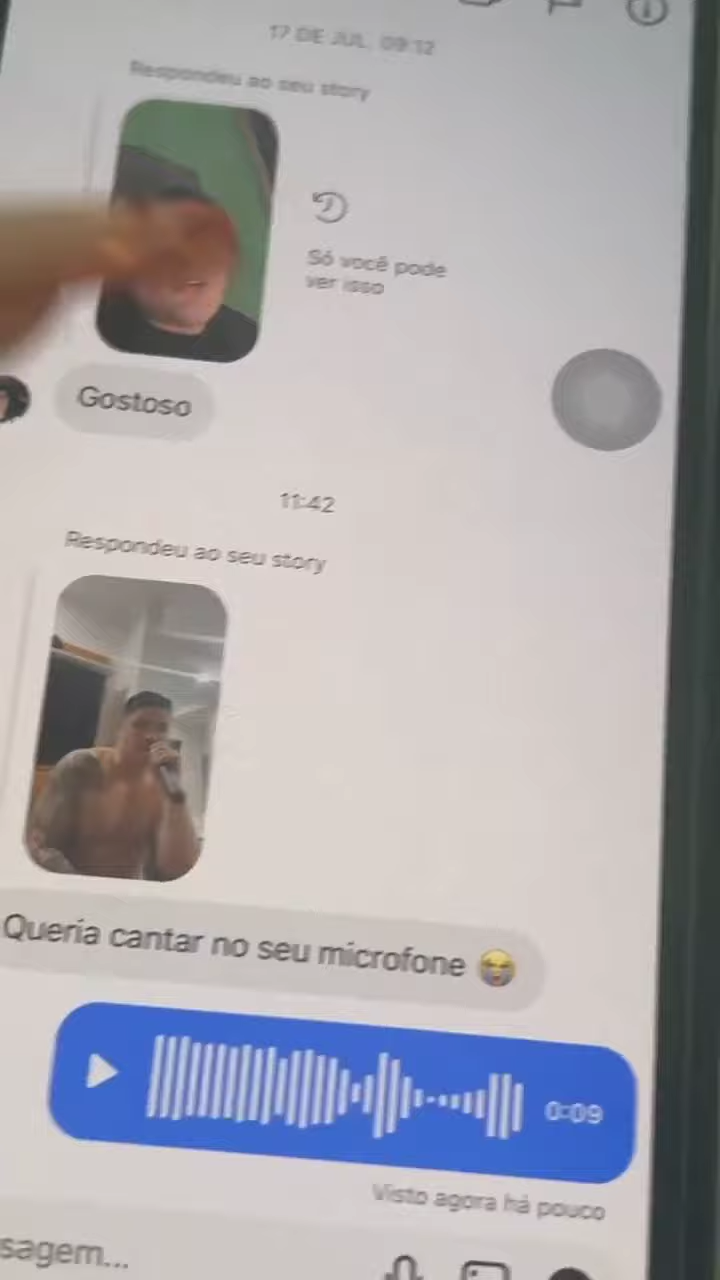 17 DE JUL. 09:12
Respondeu ao seu story
Só você pode
ver isso
Gostoso
11:42
Respondeu ao seu story
Queria cantar no seu microfone 😭
0:09
Visto agora há pouco
sagem...